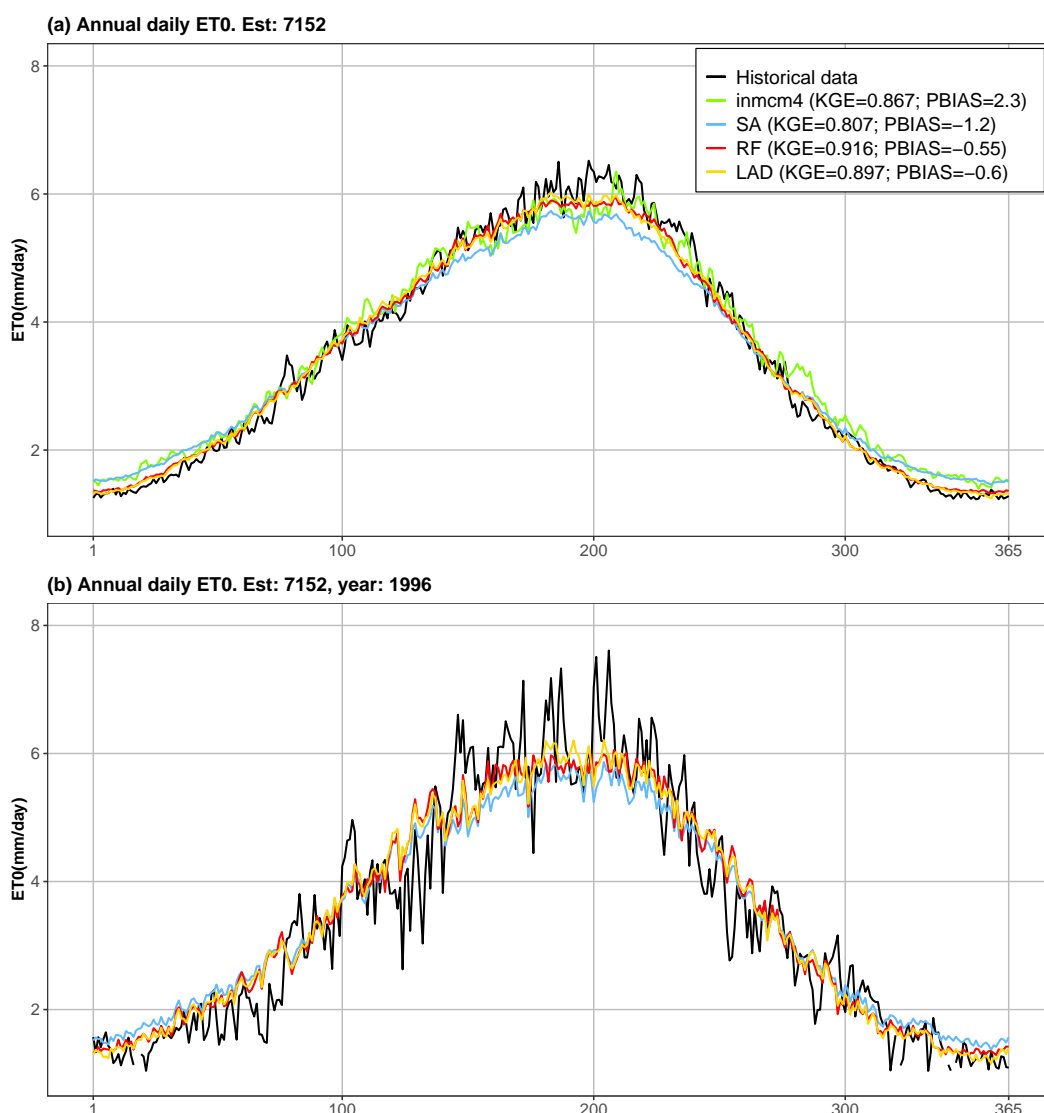 (a) Annual daily ET0. Est: 7152
Historical data
inmcm4 (KGE=0.867; PBIAS=2.3)
SA (KGE=0.807; PBIAS=−1.2)
RF (KGE=0.916; PBIAS=−0.55)
LAD (KGE=0.897; PBIAS=−0.6)
ET0(mm/day)
8
6
4
2
1 100 200 300 365
(b) Annual daily ET0. Est: 7152, year: 1996
ET0(mm/day)
8
6
4
2
1 100 200 300 365